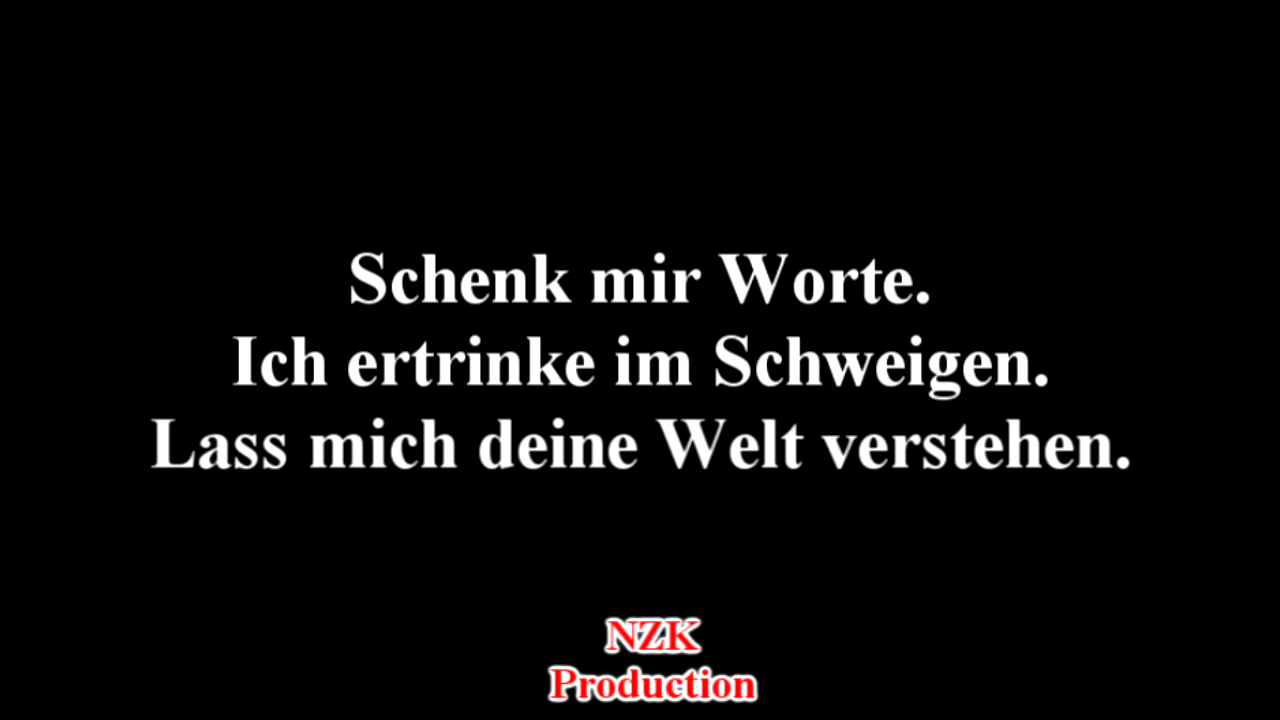 Schenk mir Worte.
Ich ertrinke im Schweigen.
Lass mich deine Welt verstehen.
NZK
Production